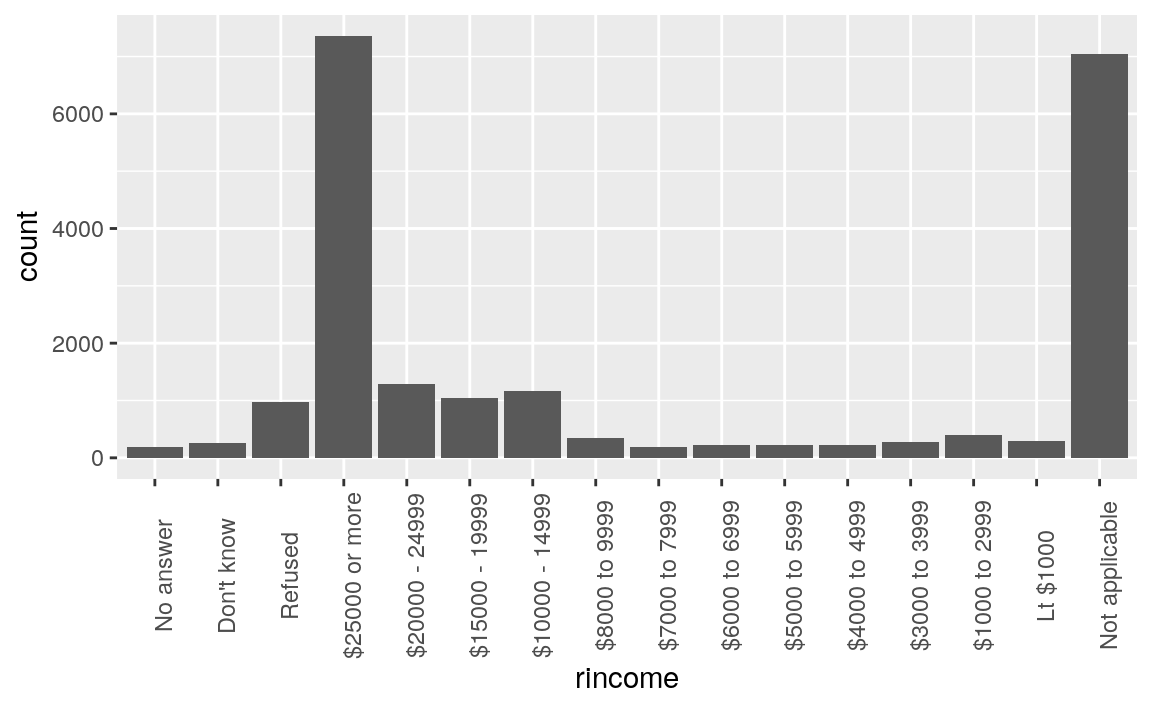 6000
4000
2000
0
count
No answer
Don't know
Refused
$25000 or more
$20000 - 24999
$15000 - 19999
$10000 - 14999
$8000 to 9999
$7000 to 7999
$6000 to 6999
$5000 to 5999
$4000 to 4999
$3000 to 3999
$1000 to 2999
Lt $1000
Not applicable
rincome